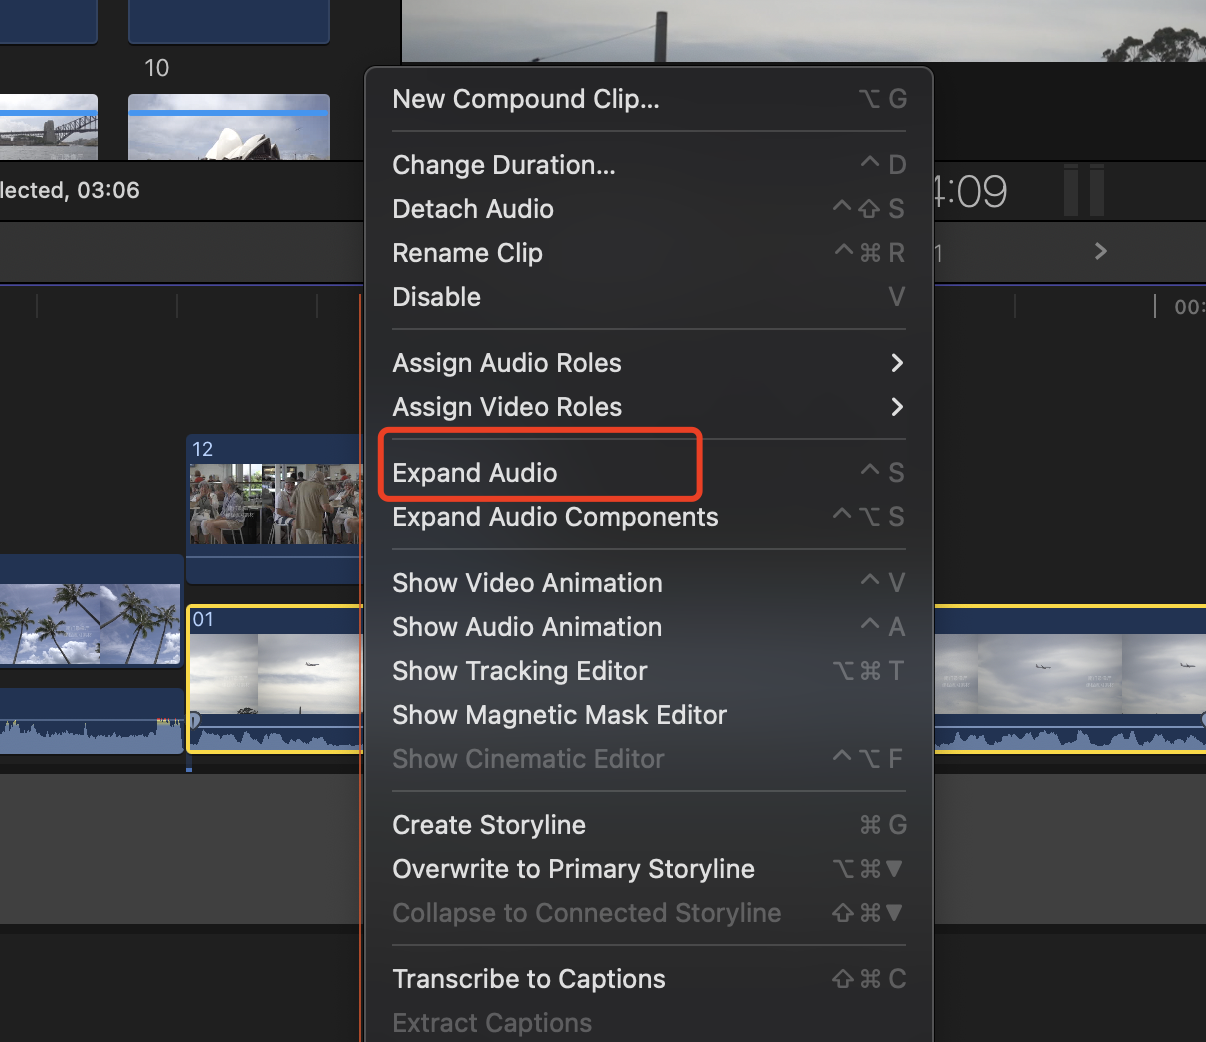 10
New Compound Clip... ⌥ G
lected, 03:06
Change Duration... ^ D
4:09
Detach Audio ^ ⇧ S
Rename Clip ^ ⌘ R
1
Disable V
00:
Assign Audio Roles
Assign Video Roles
12
Expand Audio ^ S
Expand Audio Components ^ ⌥ S
Show Video Animation ^ V
01
Show Audio Animation ^ A
Show Tracking Editor ⌥ ⌘ T
Show Magnetic Mask Editor
Show Cinematic Editor ^ ⌥ F
Create Storyline ⌘ G
Overwrite to Primary Storyline ⌥ ⌘ ▼
Collapse to Connected Storyline ⇧ ⌘ ▼
Transcribe to Captions ⇧ ⌘ C
Extract Captions